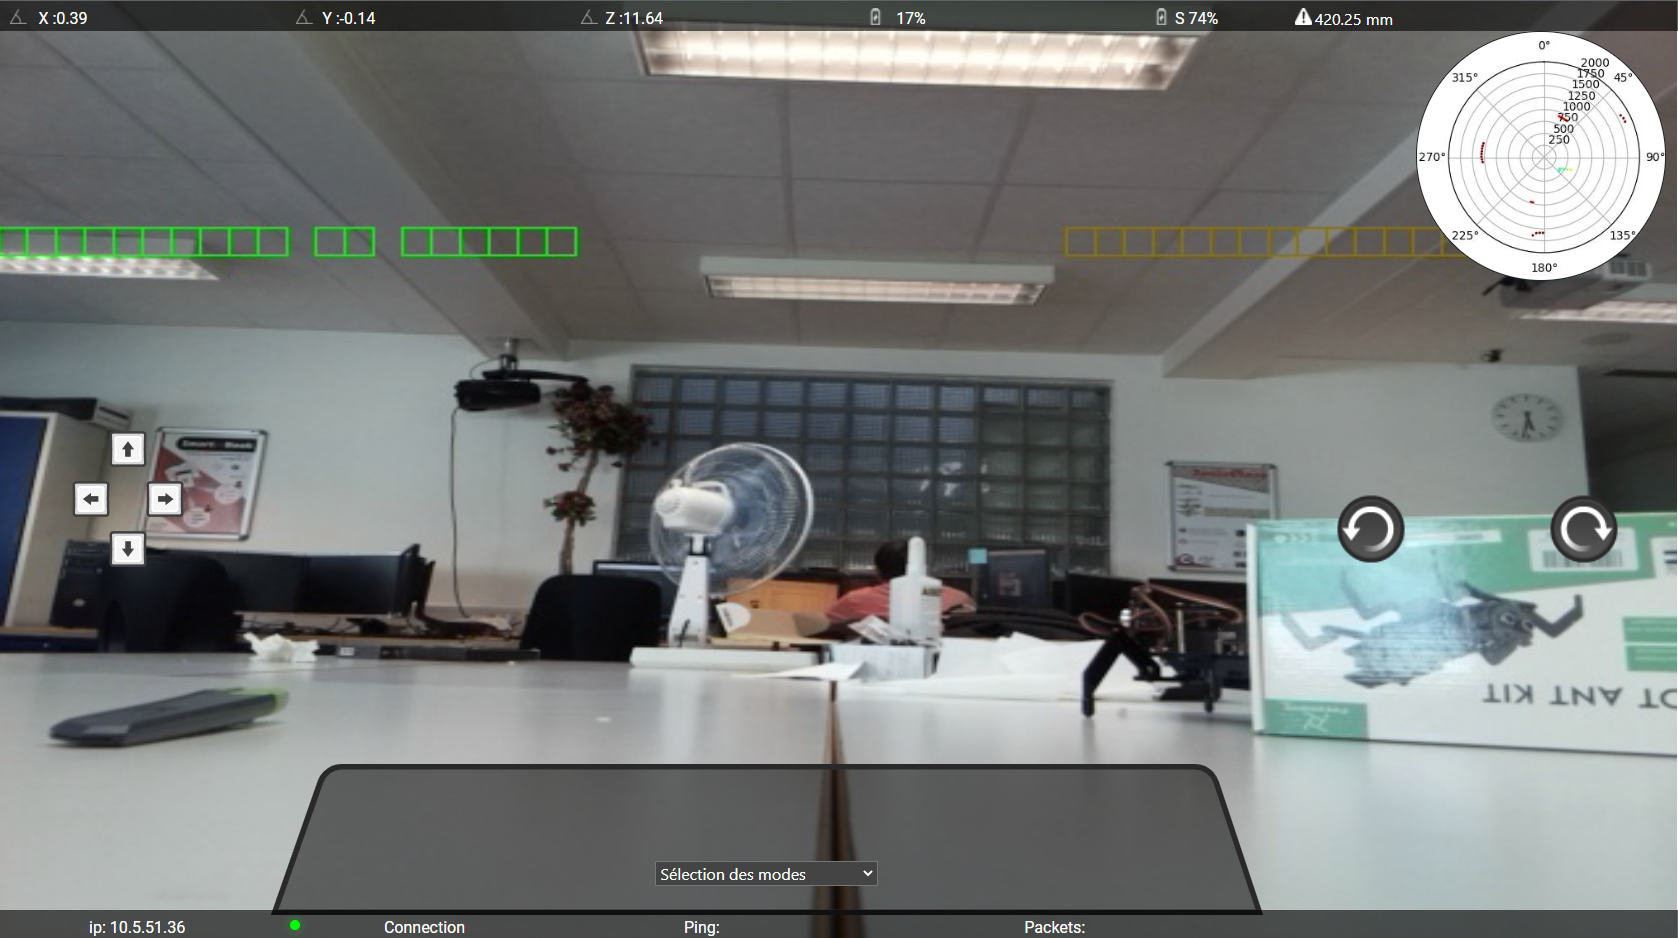 X :0.39
Y :-0.14
Z :11.64
17%
S 74%
420.25 mm
0°
45°
90°
135°
180°
225°
270°
315°
2000
1750
1500
1250
1000
750
500
250
OT ANT KIT
Sélection des modes
ip: 10.5.51.36
Connection
Ping:
Packets: